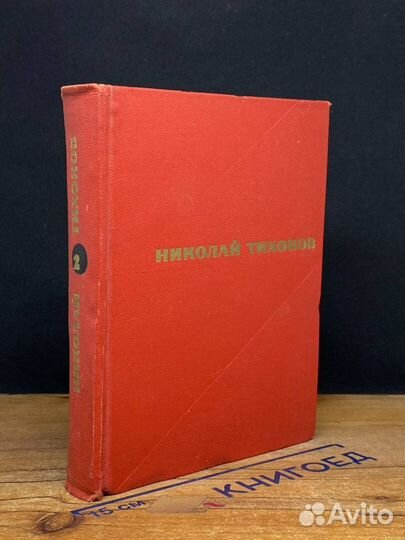 НИКОЛАЙ ТИХОНОВ
НИКОЛАЙ 2 ТИХОНОВ
15 см
КНИГОЕД
Avito